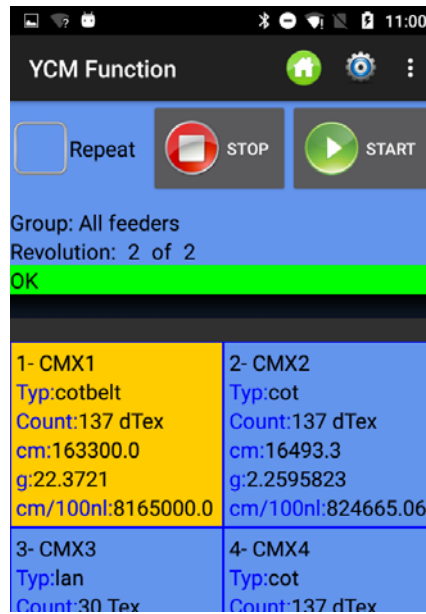 11:00
YCM Function
Repeat
STOP
START
Group: All feeders
Revolution: 2 of 2
OK
1- CMX1
Typ:cotbelt
Count:137 dTex
cm:163300.0
g:22.3721
cm/100nl:8165000.0
2- CMX2
Typ:cot
Count:137 dTex
cm:16493.3
g:2.2595823
cm/100nl:824665.06
3- CMX3
Typ:lan
Count:30 Tex
4- CMX4
Typ:cot
Count:137 dTex